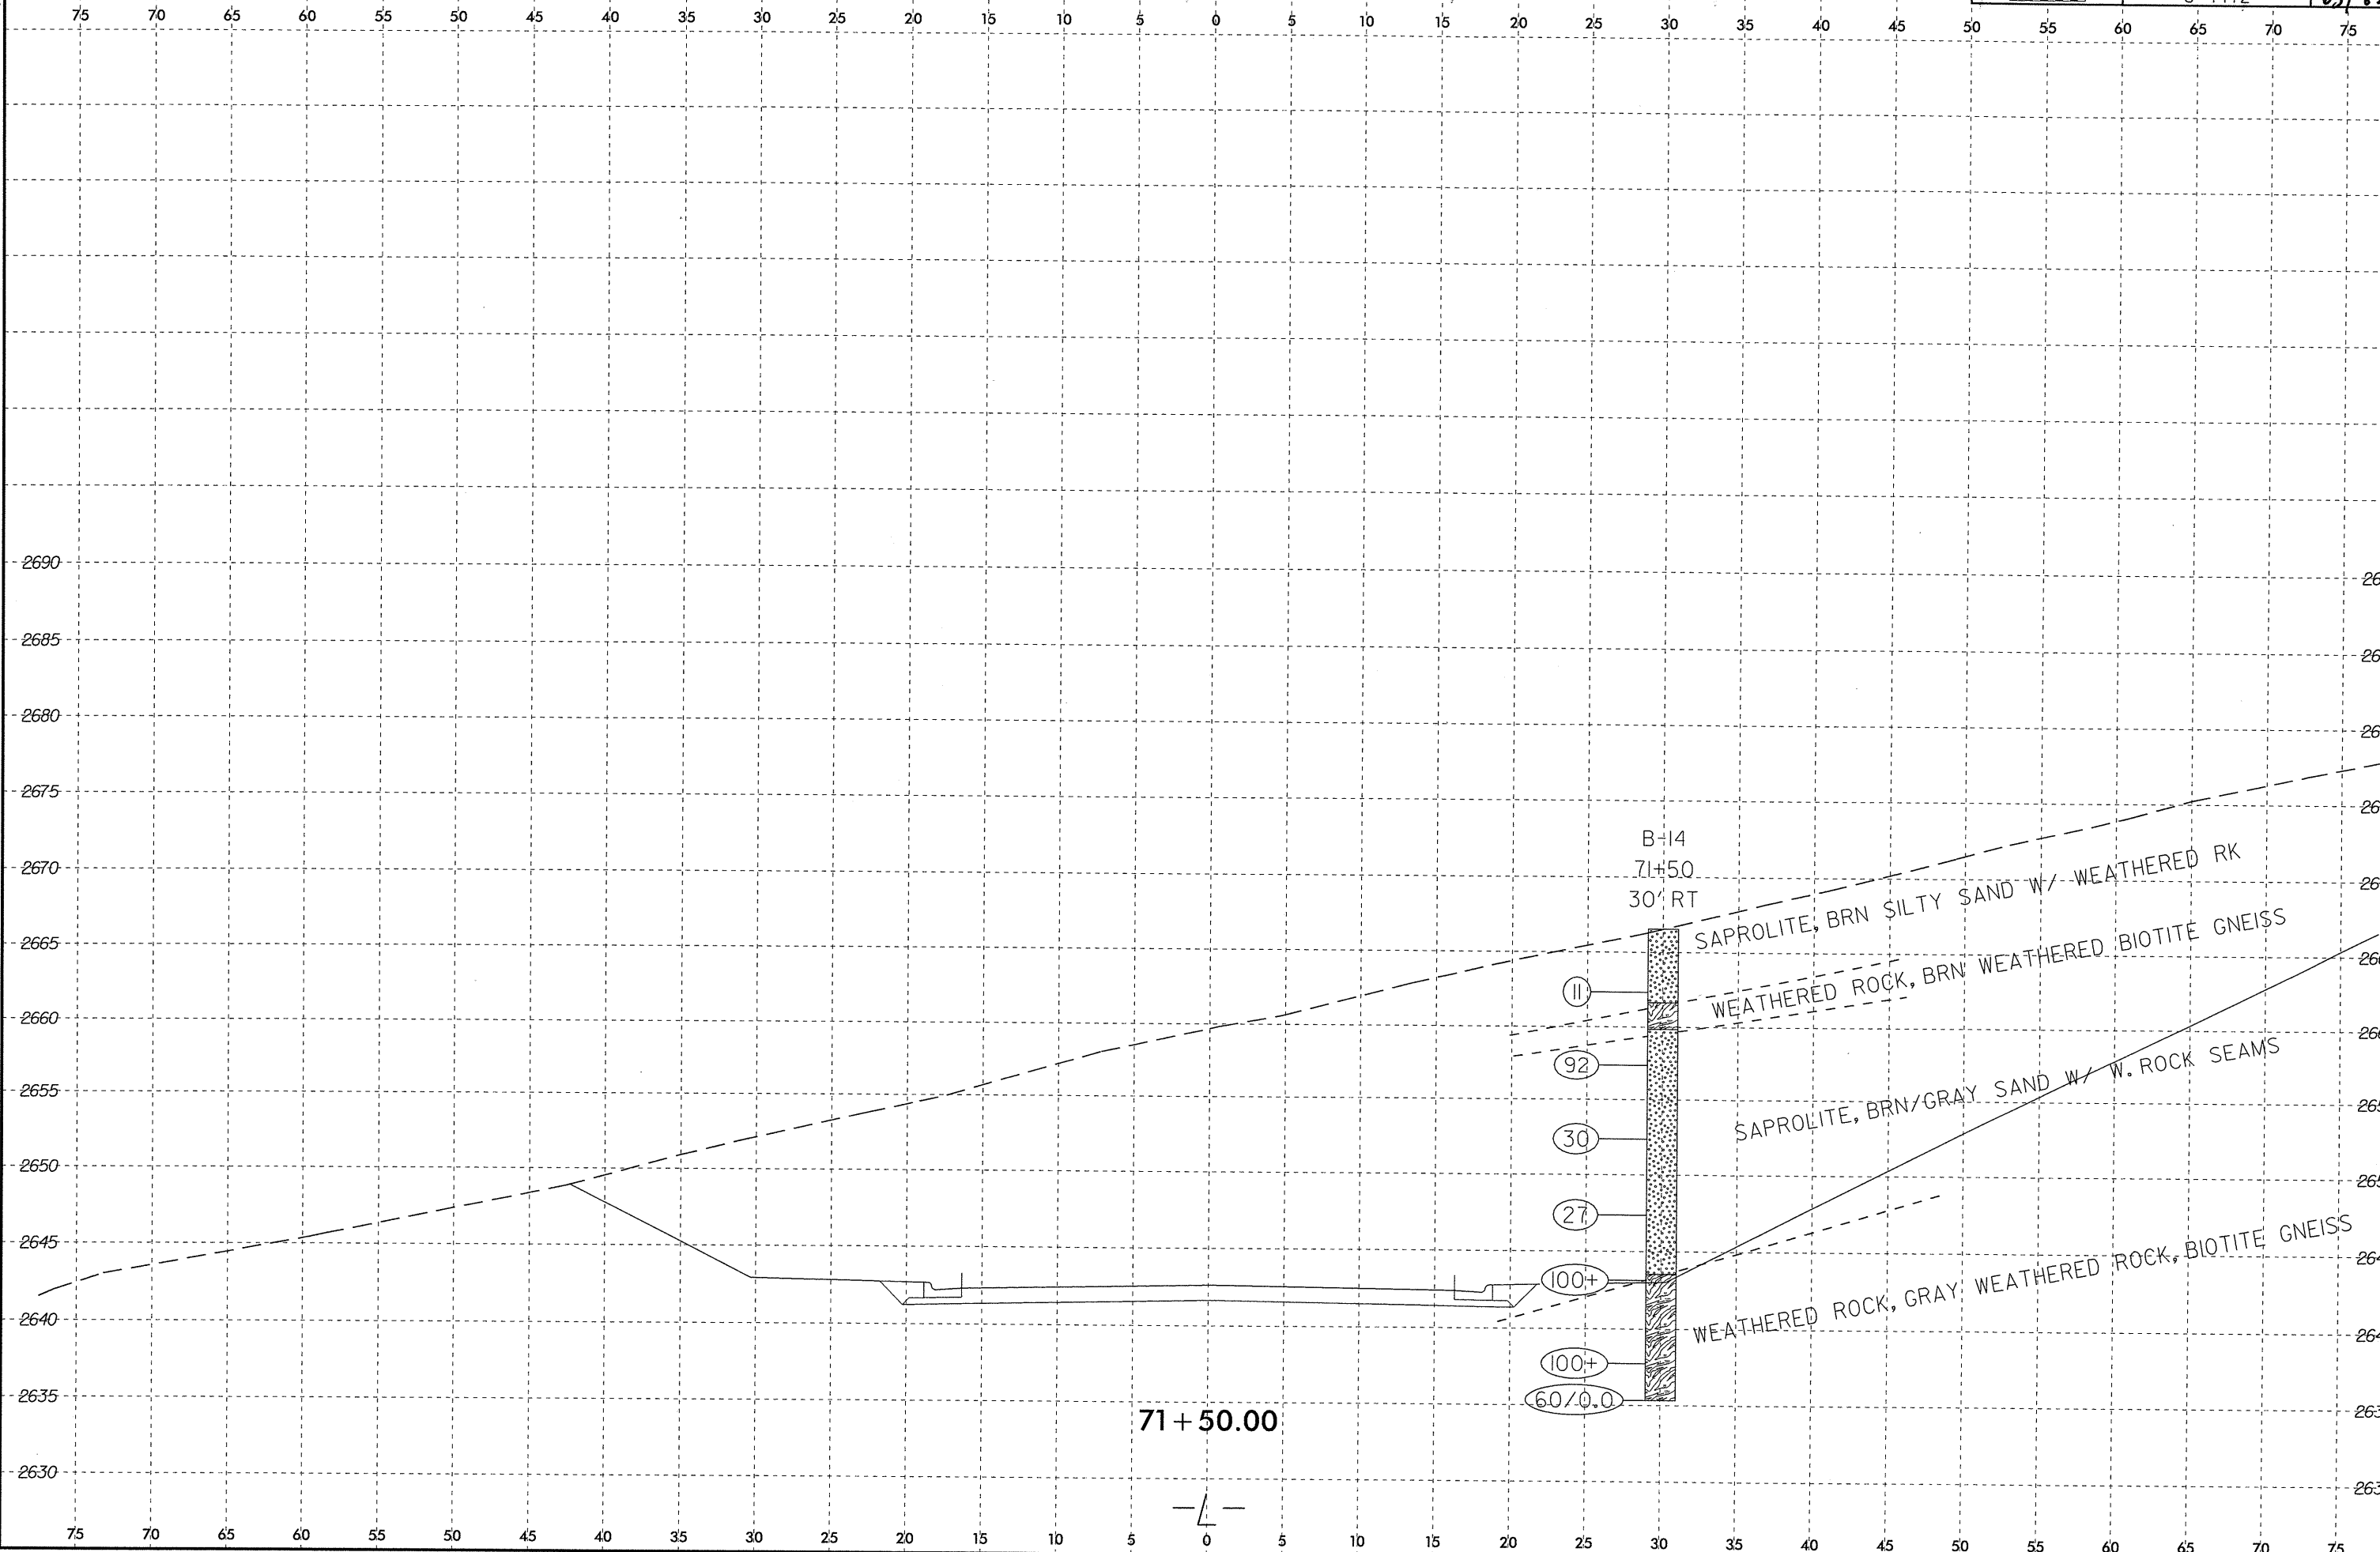 75 70 65 60 55 50 45 40 35 30 25 20 15 10 5 0 5 10 15 20 25 30 35 40 45 50 55 60 65 70 75
2690
2685
2680
2675
B-14
2670
71+50
30' RT
SAPROLITE, BRN SILTY SAND W/ WEATHERED RK
2665
WEATHERED ROCK, BRN WEATHERED BIOTITE GNEISS
11
2660
92
SAPROLITE, BRN/GRAY SAND W/ W. ROCK SEAMS
2655
30
2650
27
2645
100+
WEATHERED ROCK, GRAY WEATHERED ROCK, BIOTITE GNEISS
2640
100+
2635
60/0.0
71+50.00
2630
-L-
75 70 65 60 55 50 45 40 35 30 25 20 15 10 5 0 5 10 15 20 25 30 35 40 45 50 55 60 65 70 75